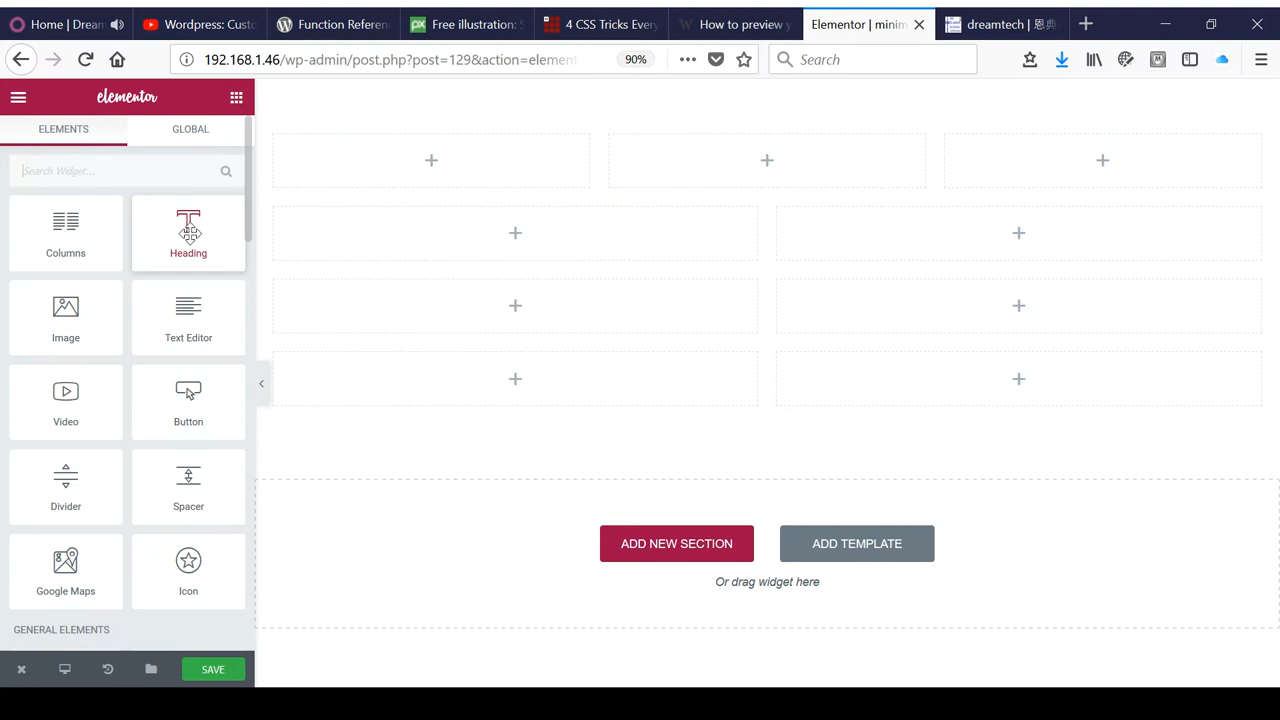 Home | Dream
Wordpress: Custo
Function Referen
Free illustration: S
4 CSS Tricks Every
How to preview y
Elementor | minim
dreamtech | 恩典
192.168.1.46/wp-admin/post.php?post=129&action=element
90%
Search
elementor
ELEMENTS
GLOBAL
Search Widget...
Columns
Heading
Image
Text Editor
Video
Button
Divider
Spacer
Google Maps
Icon
GENERAL ELEMENTS
SAVE
ADD NEW SECTION
ADD TEMPLATE
Or drag widget here